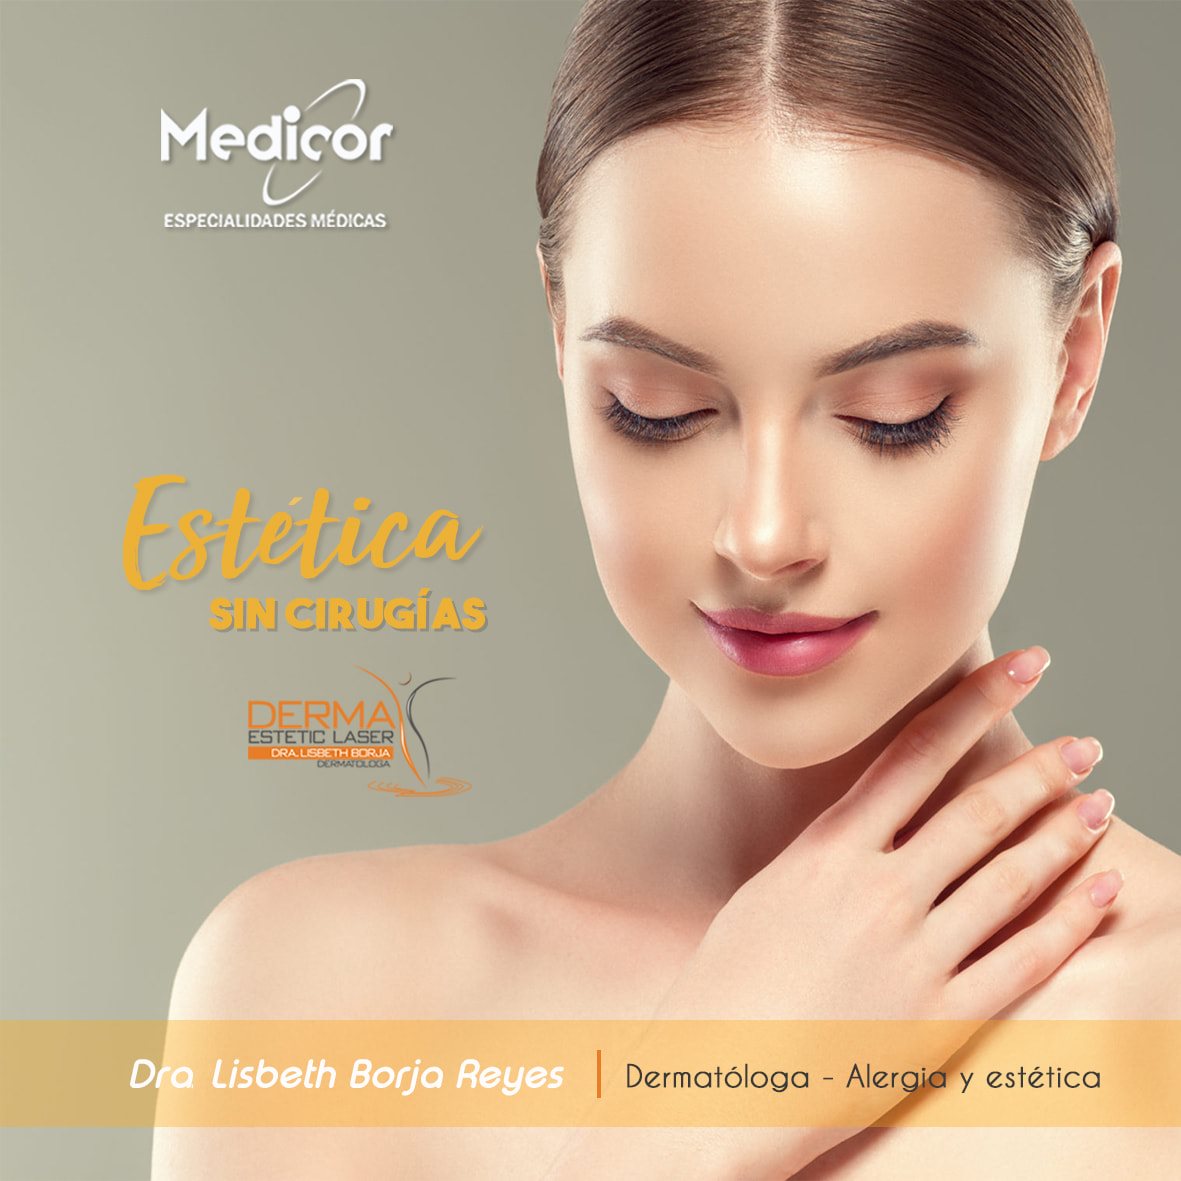 Medicor
ESPECIALIDADES MÉDICAS
Estética
SIN CIRUGÍAS
DERMA
ESTETIC LASER
DRA. LISBETH BORJA
DERMATOLOGA
Dra. Lisbeth Borja Reyes | Dermatóloga - Alergia y estética